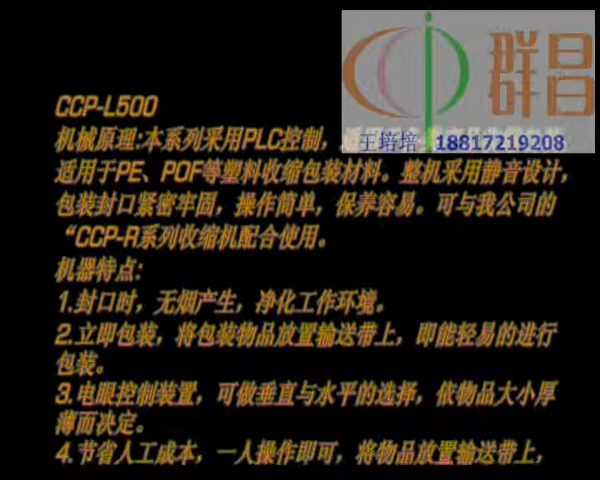 群昌
王培培 18817219208
CCP-L500
机械原理:本系列采用PLC控制,
适用于PE、POF等塑料收缩包装材料。整机采用静音设计,
包装封口紧密牢固，操作简单，保养容易。可与我公司的
“CCP-R系列收缩机配合使用。
机器特点:
1.封口时，无烟产生，净化工作环境。
2.立即包装，将包装物品放置输送带上，即能轻易的进行
包装。
3.电眼控制装置，可做垂直与水平的选择，依物品大小厚
薄而决定。
4.节省人工成本，一人操作即可，将物品放置输送带上，